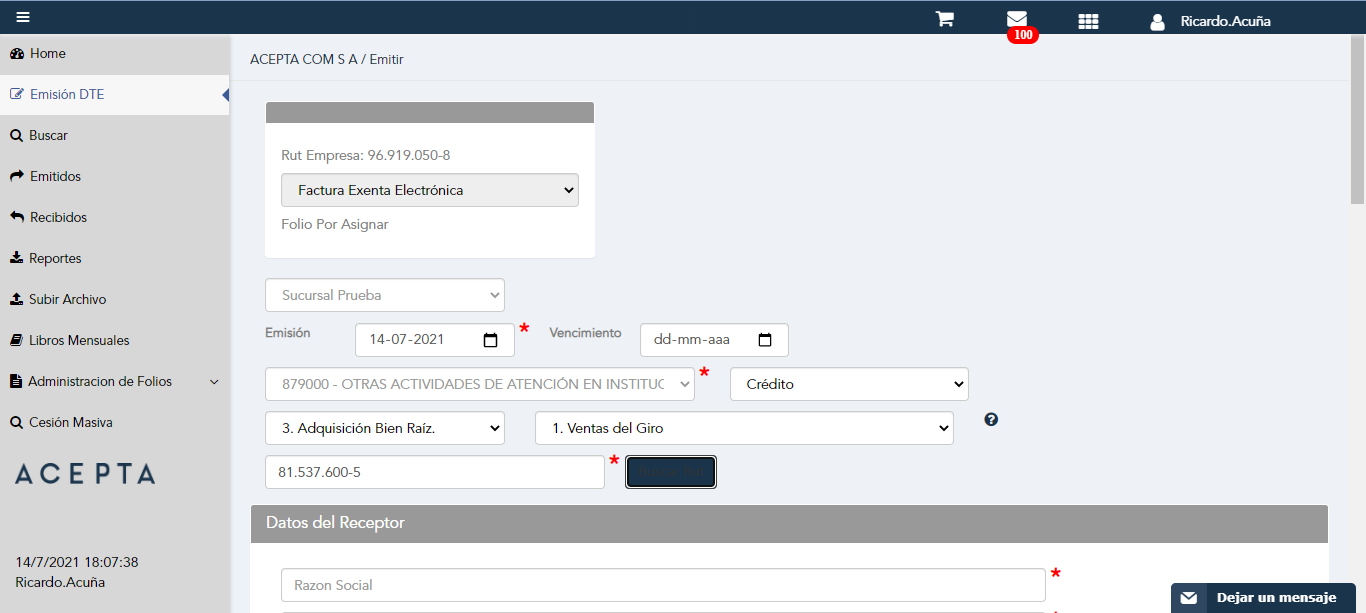 Ricardo.Acuña
100
Home
Emisión DTE
Buscar
Emitidos
Recibidos
Reportes
Subir Archivo
Libros Mensuales
Administracion de Folios
Cesión Masiva
ACEPTA
14/7/2021 18:07:38
Ricardo.Acuña
ACEPTA COM S A / Emitir
Rut Empresa: 96.919.050-8
Factura Exenta Electrónica
Folio Por Asignar
Sucursal Prueba
Emisión 14-07-2021 * Vencimiento dd-mm-aaa
879000 - OTRAS ACTIVIDADES DE ATENCIÓN EN INSTITUC * Crédito
3. Adquisición Bien Raíz. 1. Ventas del Giro ?
81.537.600-5 *
Datos del Receptor
Razon Social *
Dejar un mensaje